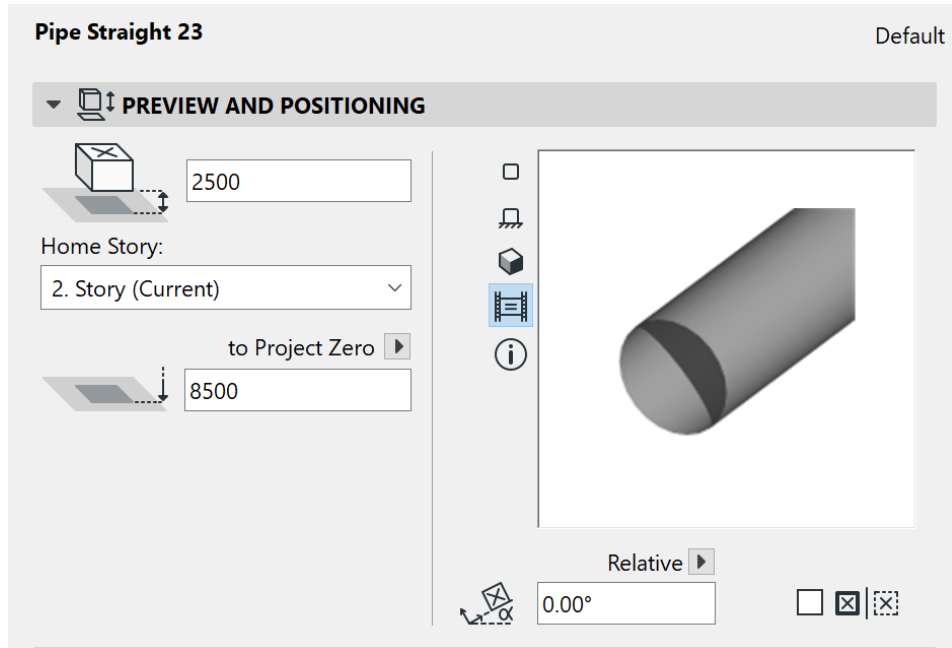 Pipe Straight 23
Default
PREVIEW AND POSITIONING
2500
Home Story:
2. Story (Current)
to Project Zero
8500
Relative
0.00°